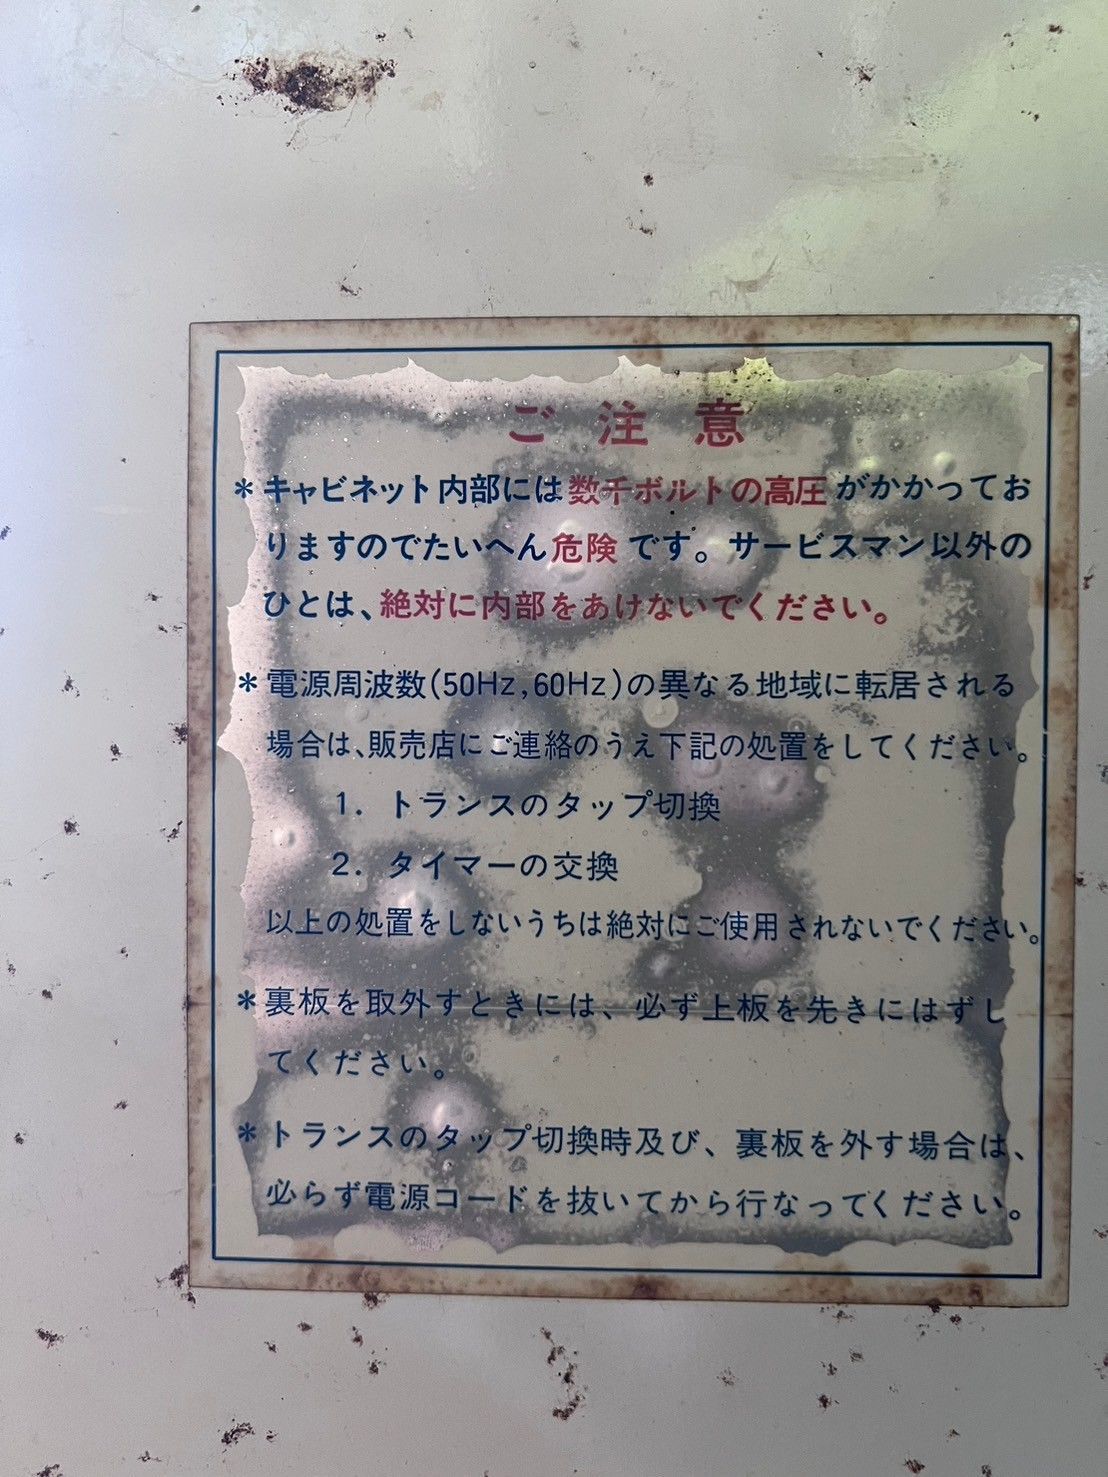 ご注意
＊キャビネット内部には数千ボルトの高圧がかかってお
りますのでたいへん危険です。サービスマン以外の
ひとは、絶対に内部をあけないでください。
＊電源周波数(50Hz,60Hz)の異なる地域に転居される
場合は、販売店にご連絡のうえ下記の処置をしてください。
1. トランスのタップ切換
2. タイマーの交換
以上の処置をしないうちは絶対にご使用されないでください。
＊裏板を取外すときには、必ず上板を先きにはずし
てください。
＊トランスのタップ切換時及び、裏板を外す場合は、
必らず電源コードを抜いてから行なってください。